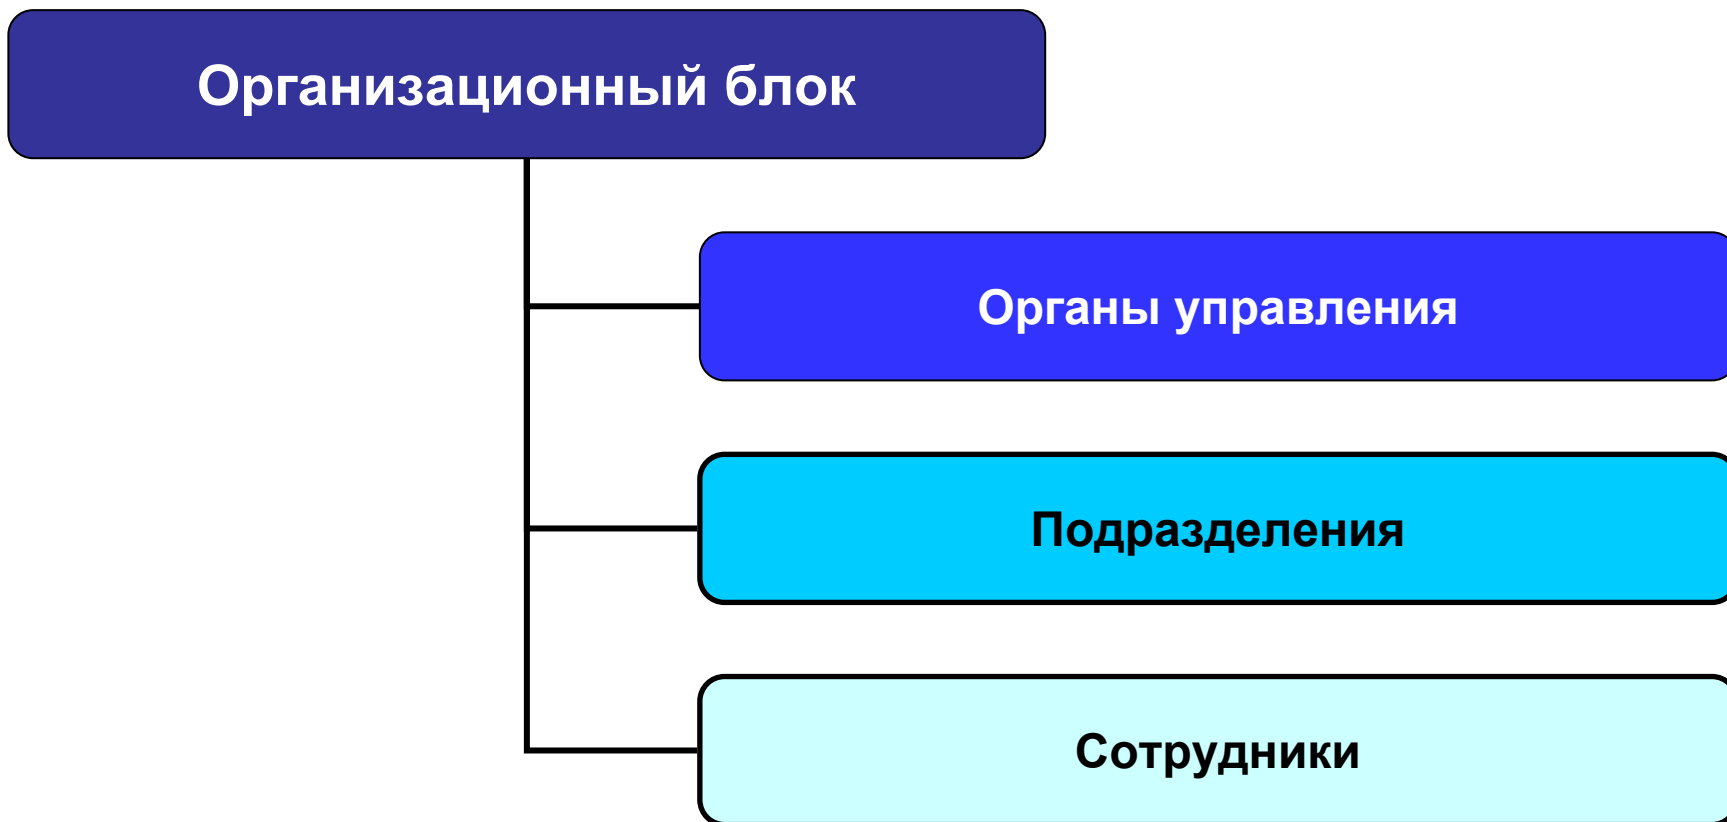 Организационный блок
Органы управления
Подразделения
Сотрудники